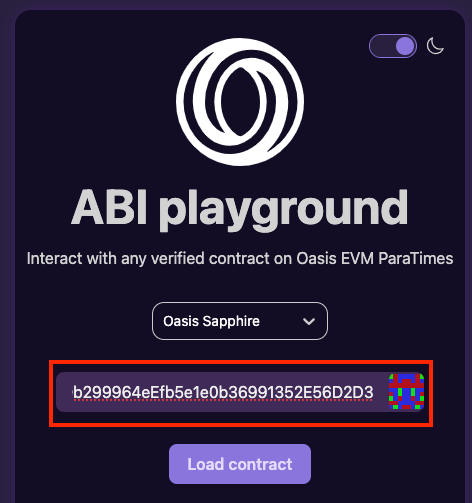 ABI playground
Interact with any verified contract on Oasis EVM ParaTimes
Oasis Sapphire
b299964eEfb5e1e0b36991352E56D2D3
Load contract